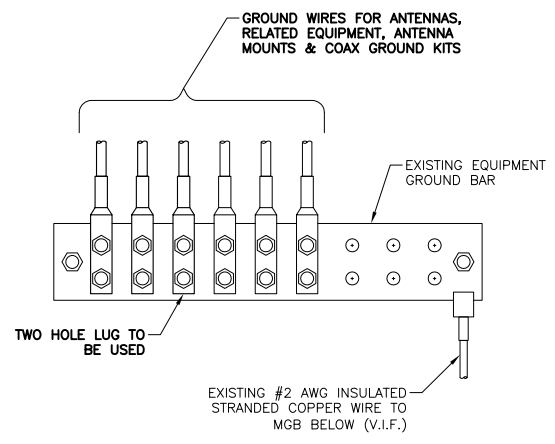 GROUND WIRES FOR ANTENNAS,
RELATED EQUIPMENT, ANTENNA
MOUNTS & COAX GROUND KITS
EXISTING EQUIPMENT
GROUND BAR
TWO HOLE LUG TO
BE USED
EXISTING #2 AWG INSULATED
STRANDED COPPER WIRE TO
MGB BELOW (V.I.F.)